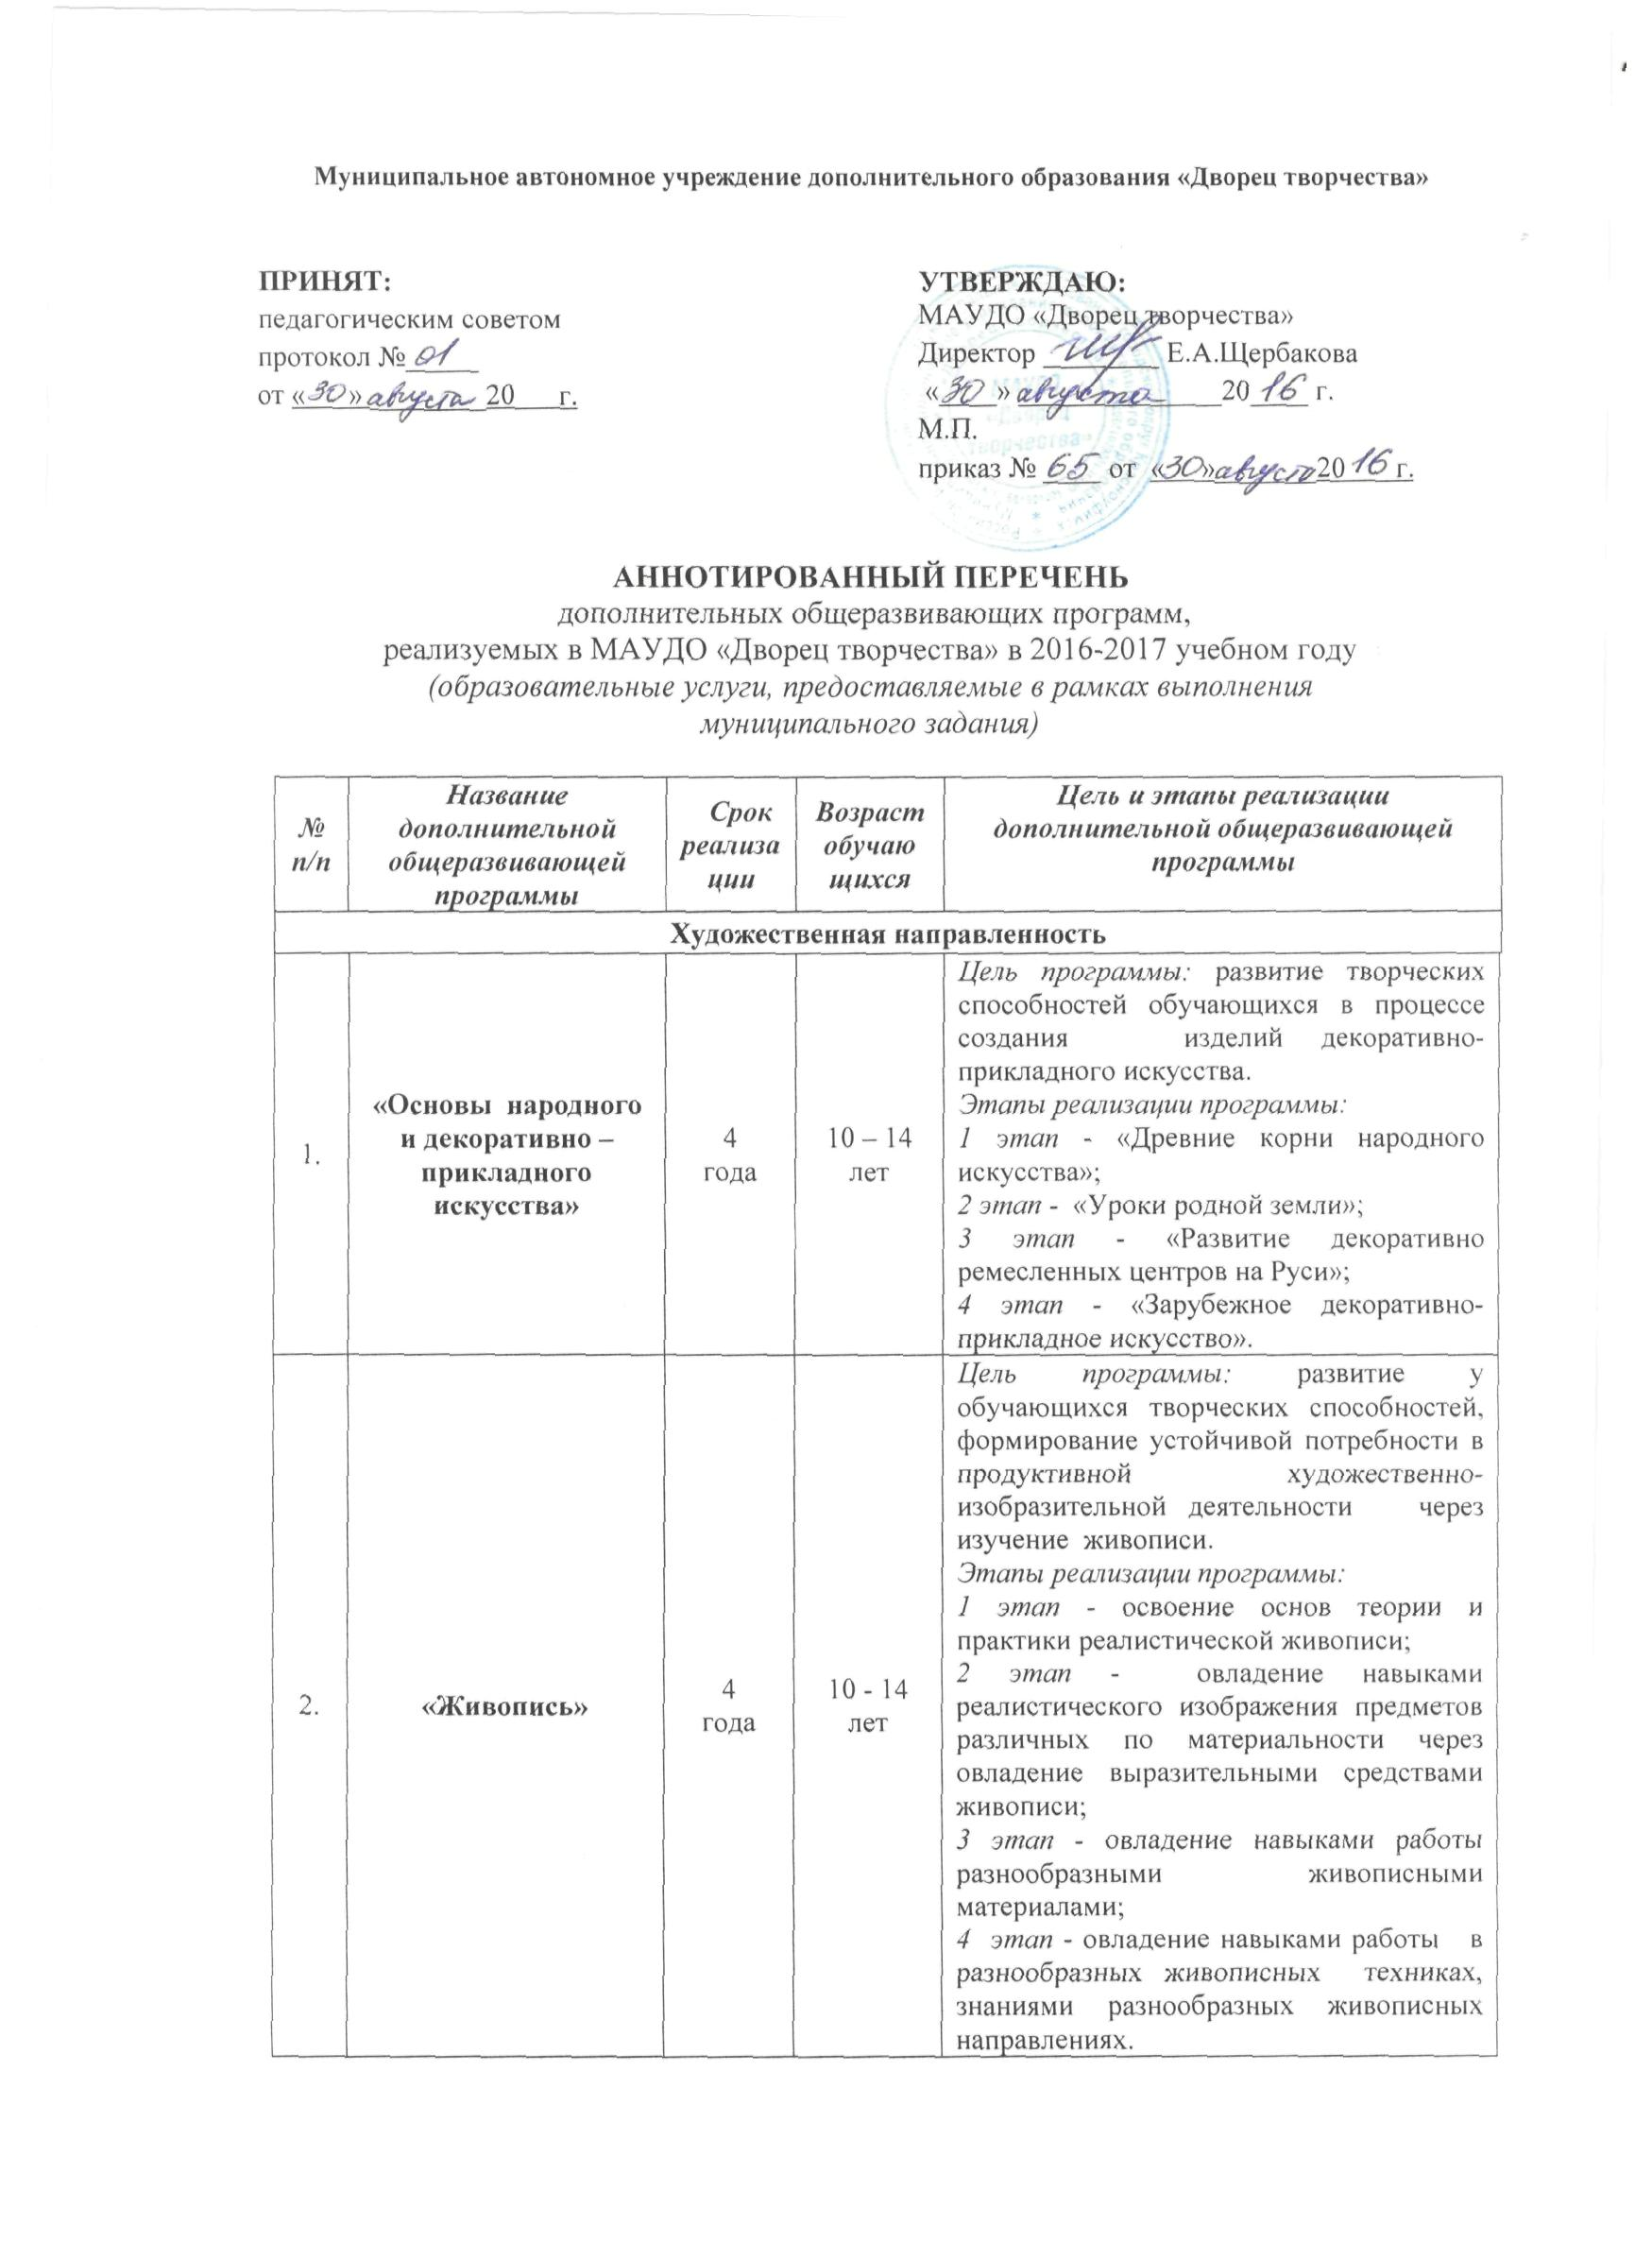 Муниципальное автономное учреждение дополнительного образования «Дворец творчества»
ПРИНЯТ:
педагогическим советом
протокол № 01
от «30» августа 20 г.
УТВЕРЖДАЮ:
МАУДО «Дворец творчества»
Директор Е.А.Щербакова
«30» августа 20 16 г.
М.П.
приказ № 65 от «30» август 20 16 г.
АННОТИРОВАННЫЙ ПЕРЕЧЕНЬ
дополнительных общеразвивающих программ,
реализуемых в МАУДО «Дворец творчества» в 2016-2017 учебном году
(образовательные услуги, предоставляемые в рамках выполнения
муниципального задания)
№
п/п
Название
дополнительной
общеразвивающей
программы
Срок
реализа
ции
Возраст
обучаю
щихся
Цель и этапы реализации
дополнительной общеразвивающей
программы
Художественная направленность
1.
«Основы народного
и декоративно –
прикладного
искусства»
4
года
10 – 14
лет
Цель программы: развитие творческих
способностей обучающихся в процессе
создания изделий декоративно-
прикладного искусства.
Этапы реализации программы:
1 этап - «Древние корни народного
искусства»;
2 этап - «Уроки родной земли»;
3 этап - «Развитие декоративно
ремесленных центров на Руси»;
4 этап - «Зарубежное декоративно-
прикладное искусство».
2.
«Живопись»
4
года
10 - 14
лет
Цель программы: развитие у
обучающихся творческих способностей,
формирование устойчивой потребности в
продуктивной художественно-
изобразительной деятельности через
изучение живописи.
Этапы реализации программы:
1 этап - освоение основ теории и
практики реалистической живописи;
2 этап - овладение навыками
реалистического изображения предметов
различных по материальности через
овладение выразительными средствами
живописи;
3 этап - овладение навыками работы
разнообразными живописными
материалами;
4 этап - овладение навыками работы в
разнообразных живописных техниках,
знаниями разнообразных живописных
направлениях.